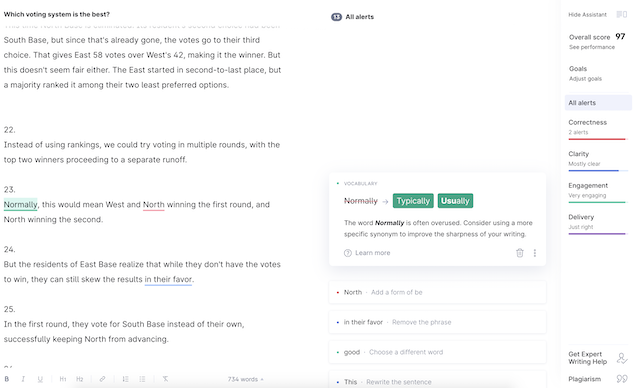 Which voting system is the best?
South Base, but since that's already gone, the votes go to their third
choice. That gives East 58 votes over West's 42, making it the winner. But
this doesn't seem fair either. The East started in second-to-last place, but
a majority ranked it among their two least preferred options.
22.
Instead of using rankings, we could try voting in multiple rounds, with the
top two winners proceeding to a separate runoff.
23.
Normally, this would mean West and North winning the first round, and
North winning the second.
24.
But the residents of East Base realize that while they don't have the votes
to win, they can still skew the results in their favor.
25.
In the first round, they vote for South Base instead of their own,
successfully keeping North from advancing.
B I U H1 H2
734 words
13 All alerts
VOCABULARY
Normally → Typically Usually
The word Normally is often overused. Consider using a more
specific synonym to improve the sharpness of your writing.
Learn more
North · Add a form of be
in their favor · Remove the phrase
good · Choose a different word
This · Rewrite the sentence
Hide Assistant
Overall score 97
See performance
Goals
Adjust goals
All alerts
Correctness
2 alerts
Clarity
Mostly clear
Engagement
Very engaging
Delivery
Just right
Get Expert
Writing Help
Plagiarism